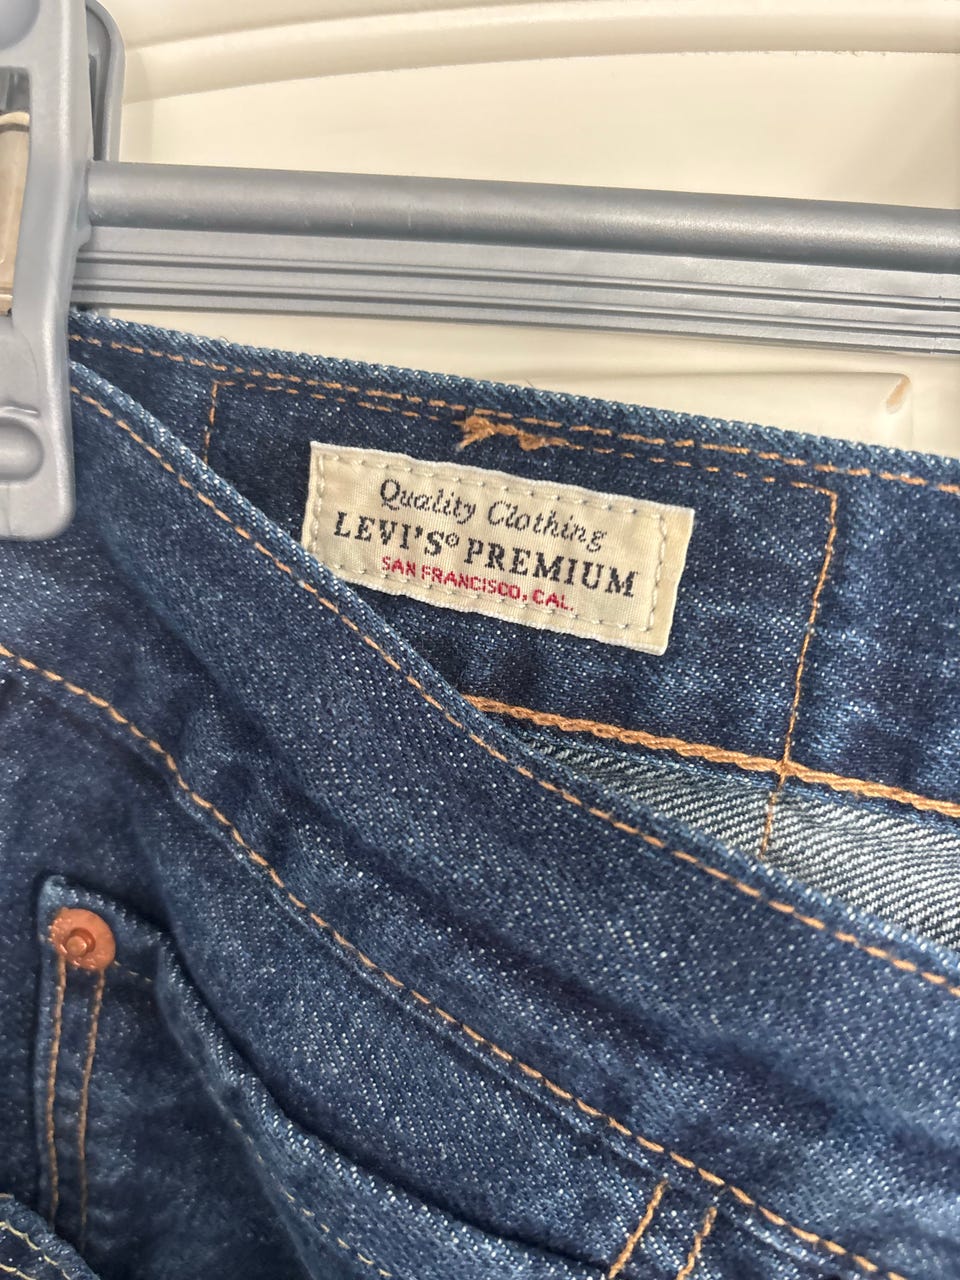 Quality Clothing
LEVI'S® PREMIUM
SAN FRANCISCO, CAL.